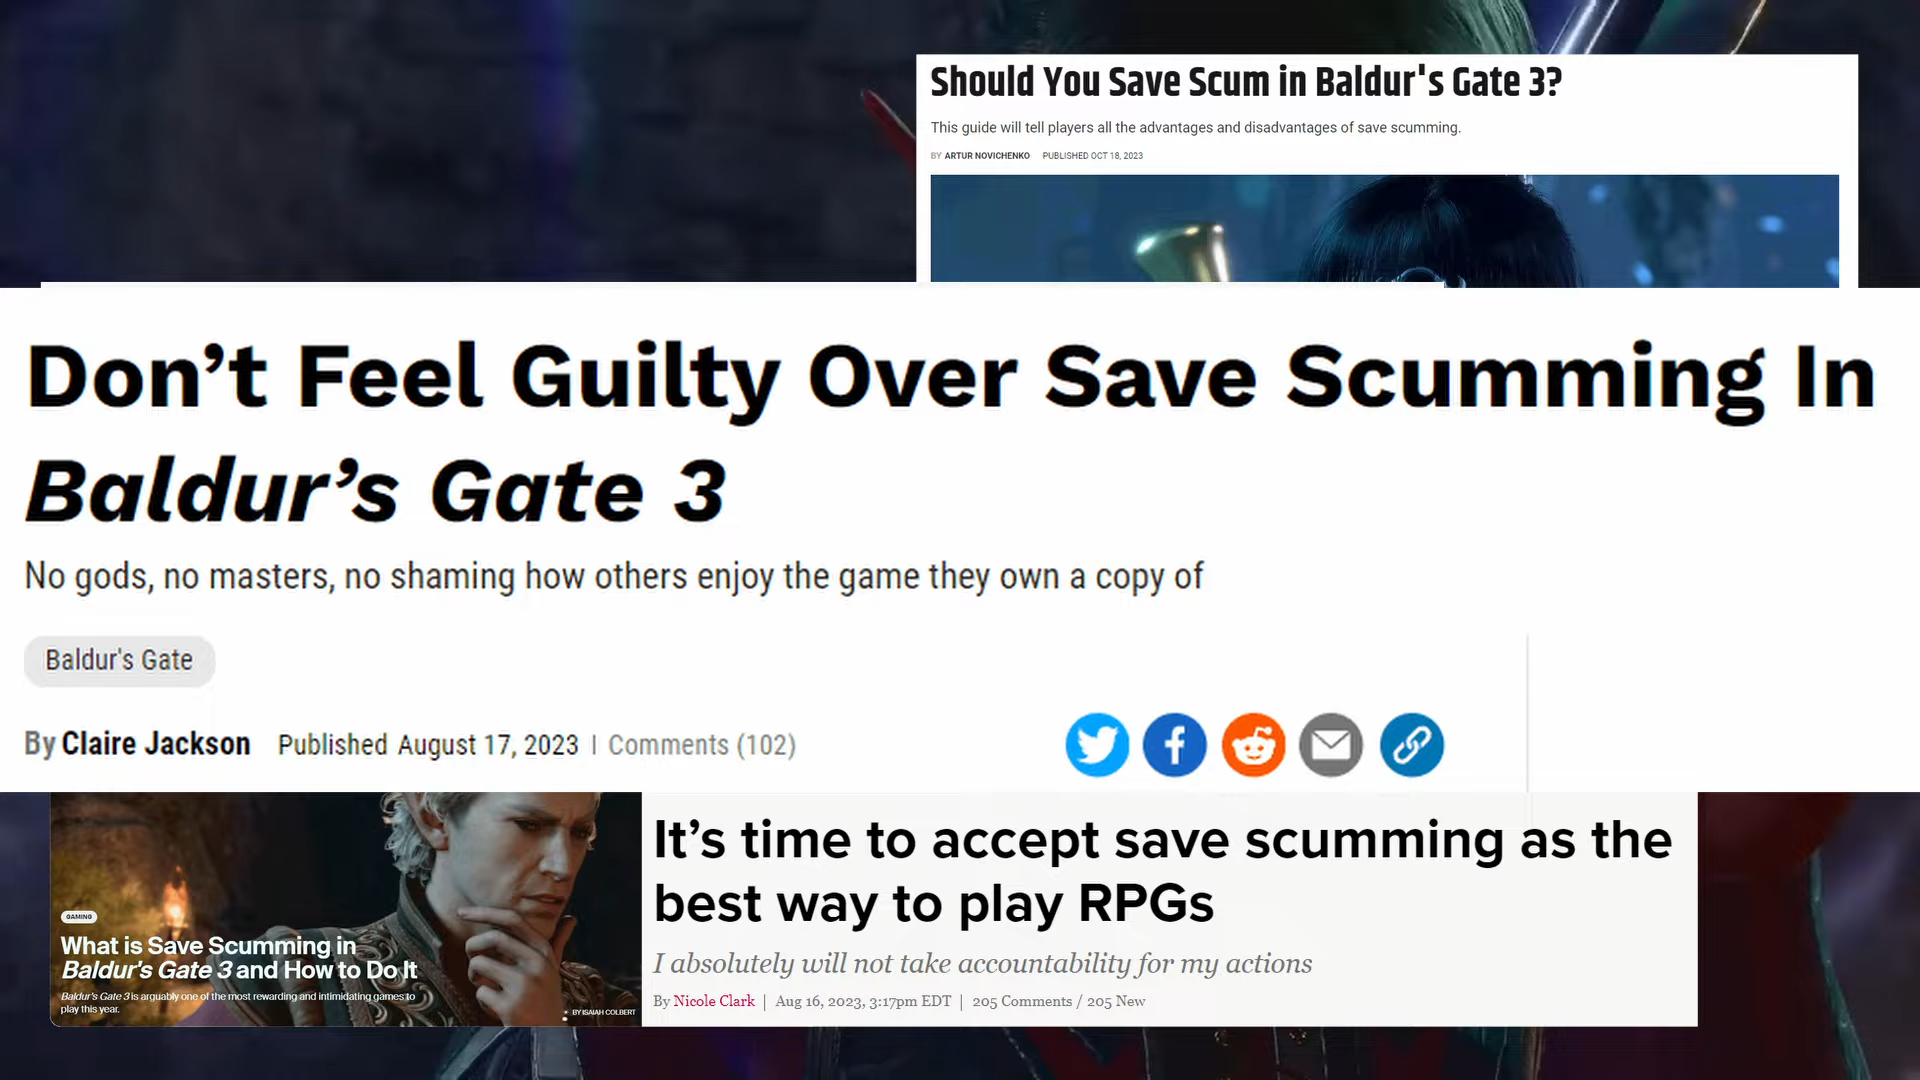 Should You Save Scum in Baldur's Gate 3?
This guide will tell players all the advantages and disadvantages of save scumming.
BY ARTUR NOVICHENKO PUBLISHED OCT 18, 2023
Don’t Feel Guilty Over Save Scumming In
Baldur’s Gate 3
No gods, no masters, no shaming how others enjoy the game they own a copy of
Baldur's Gate
By Claire Jackson Published August 17, 2023 | Comments (102)
GAMING
What is Save Scumming in
Baldur's Gate 3 and How to Do It
Baldur's Gate 3 is arguably one of the most rewarding and intimidating games to
play this year.
BY ISAIAH COLBERT
It’s time to accept save scumming as the
best way to play RPGs
I absolutely will not take accountability for my actions
By Nicole Clark | Aug 16, 2023, 3:17pm EDT | 205 Comments / 205 New